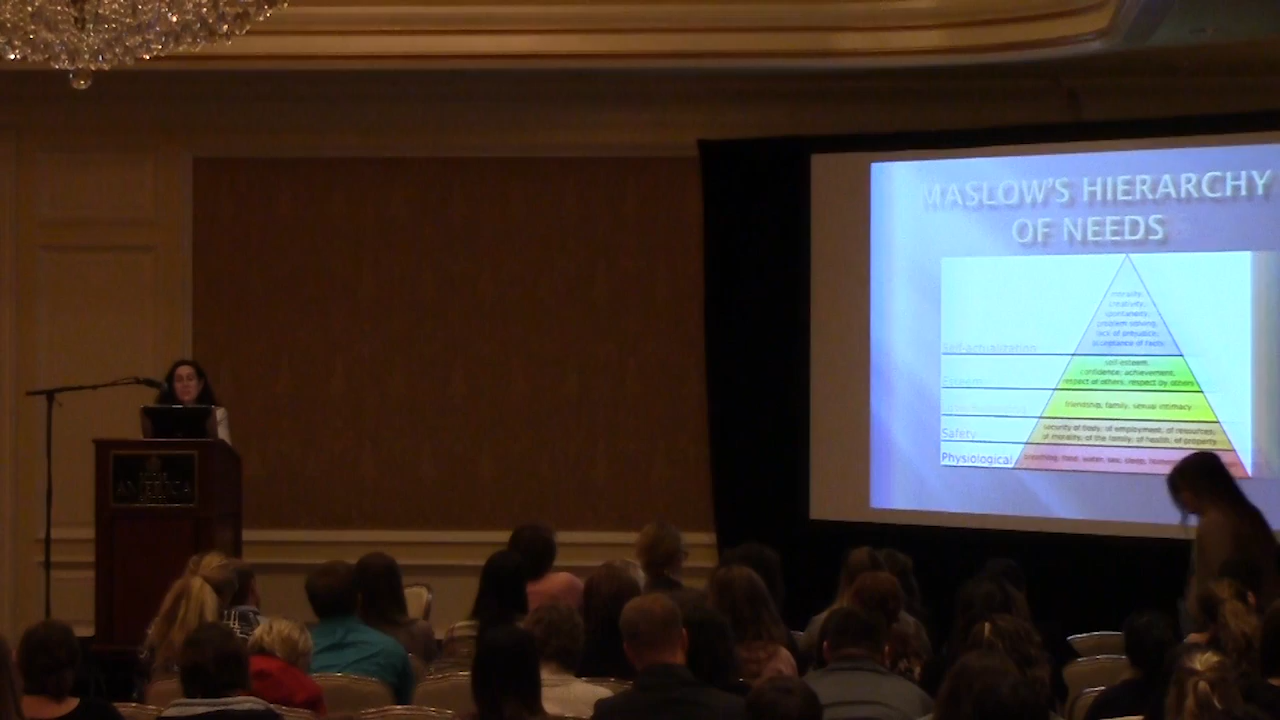 MASLOW'S HIERARCHY
OF NEEDS
morality,
creativity,
spontaneity,
problem solving,
lack of prejudice,
acceptance of facts
Self-actualization
self-esteem,
confidence, achievement,
respect of others, respect by others
Esteem
friendship, family, sexual intimacy
security of body, of employment, of resources,
of morality, of the family, of health, of property
Safety
breathing, food, water, sex, sleep,
Physiological
AMERICA